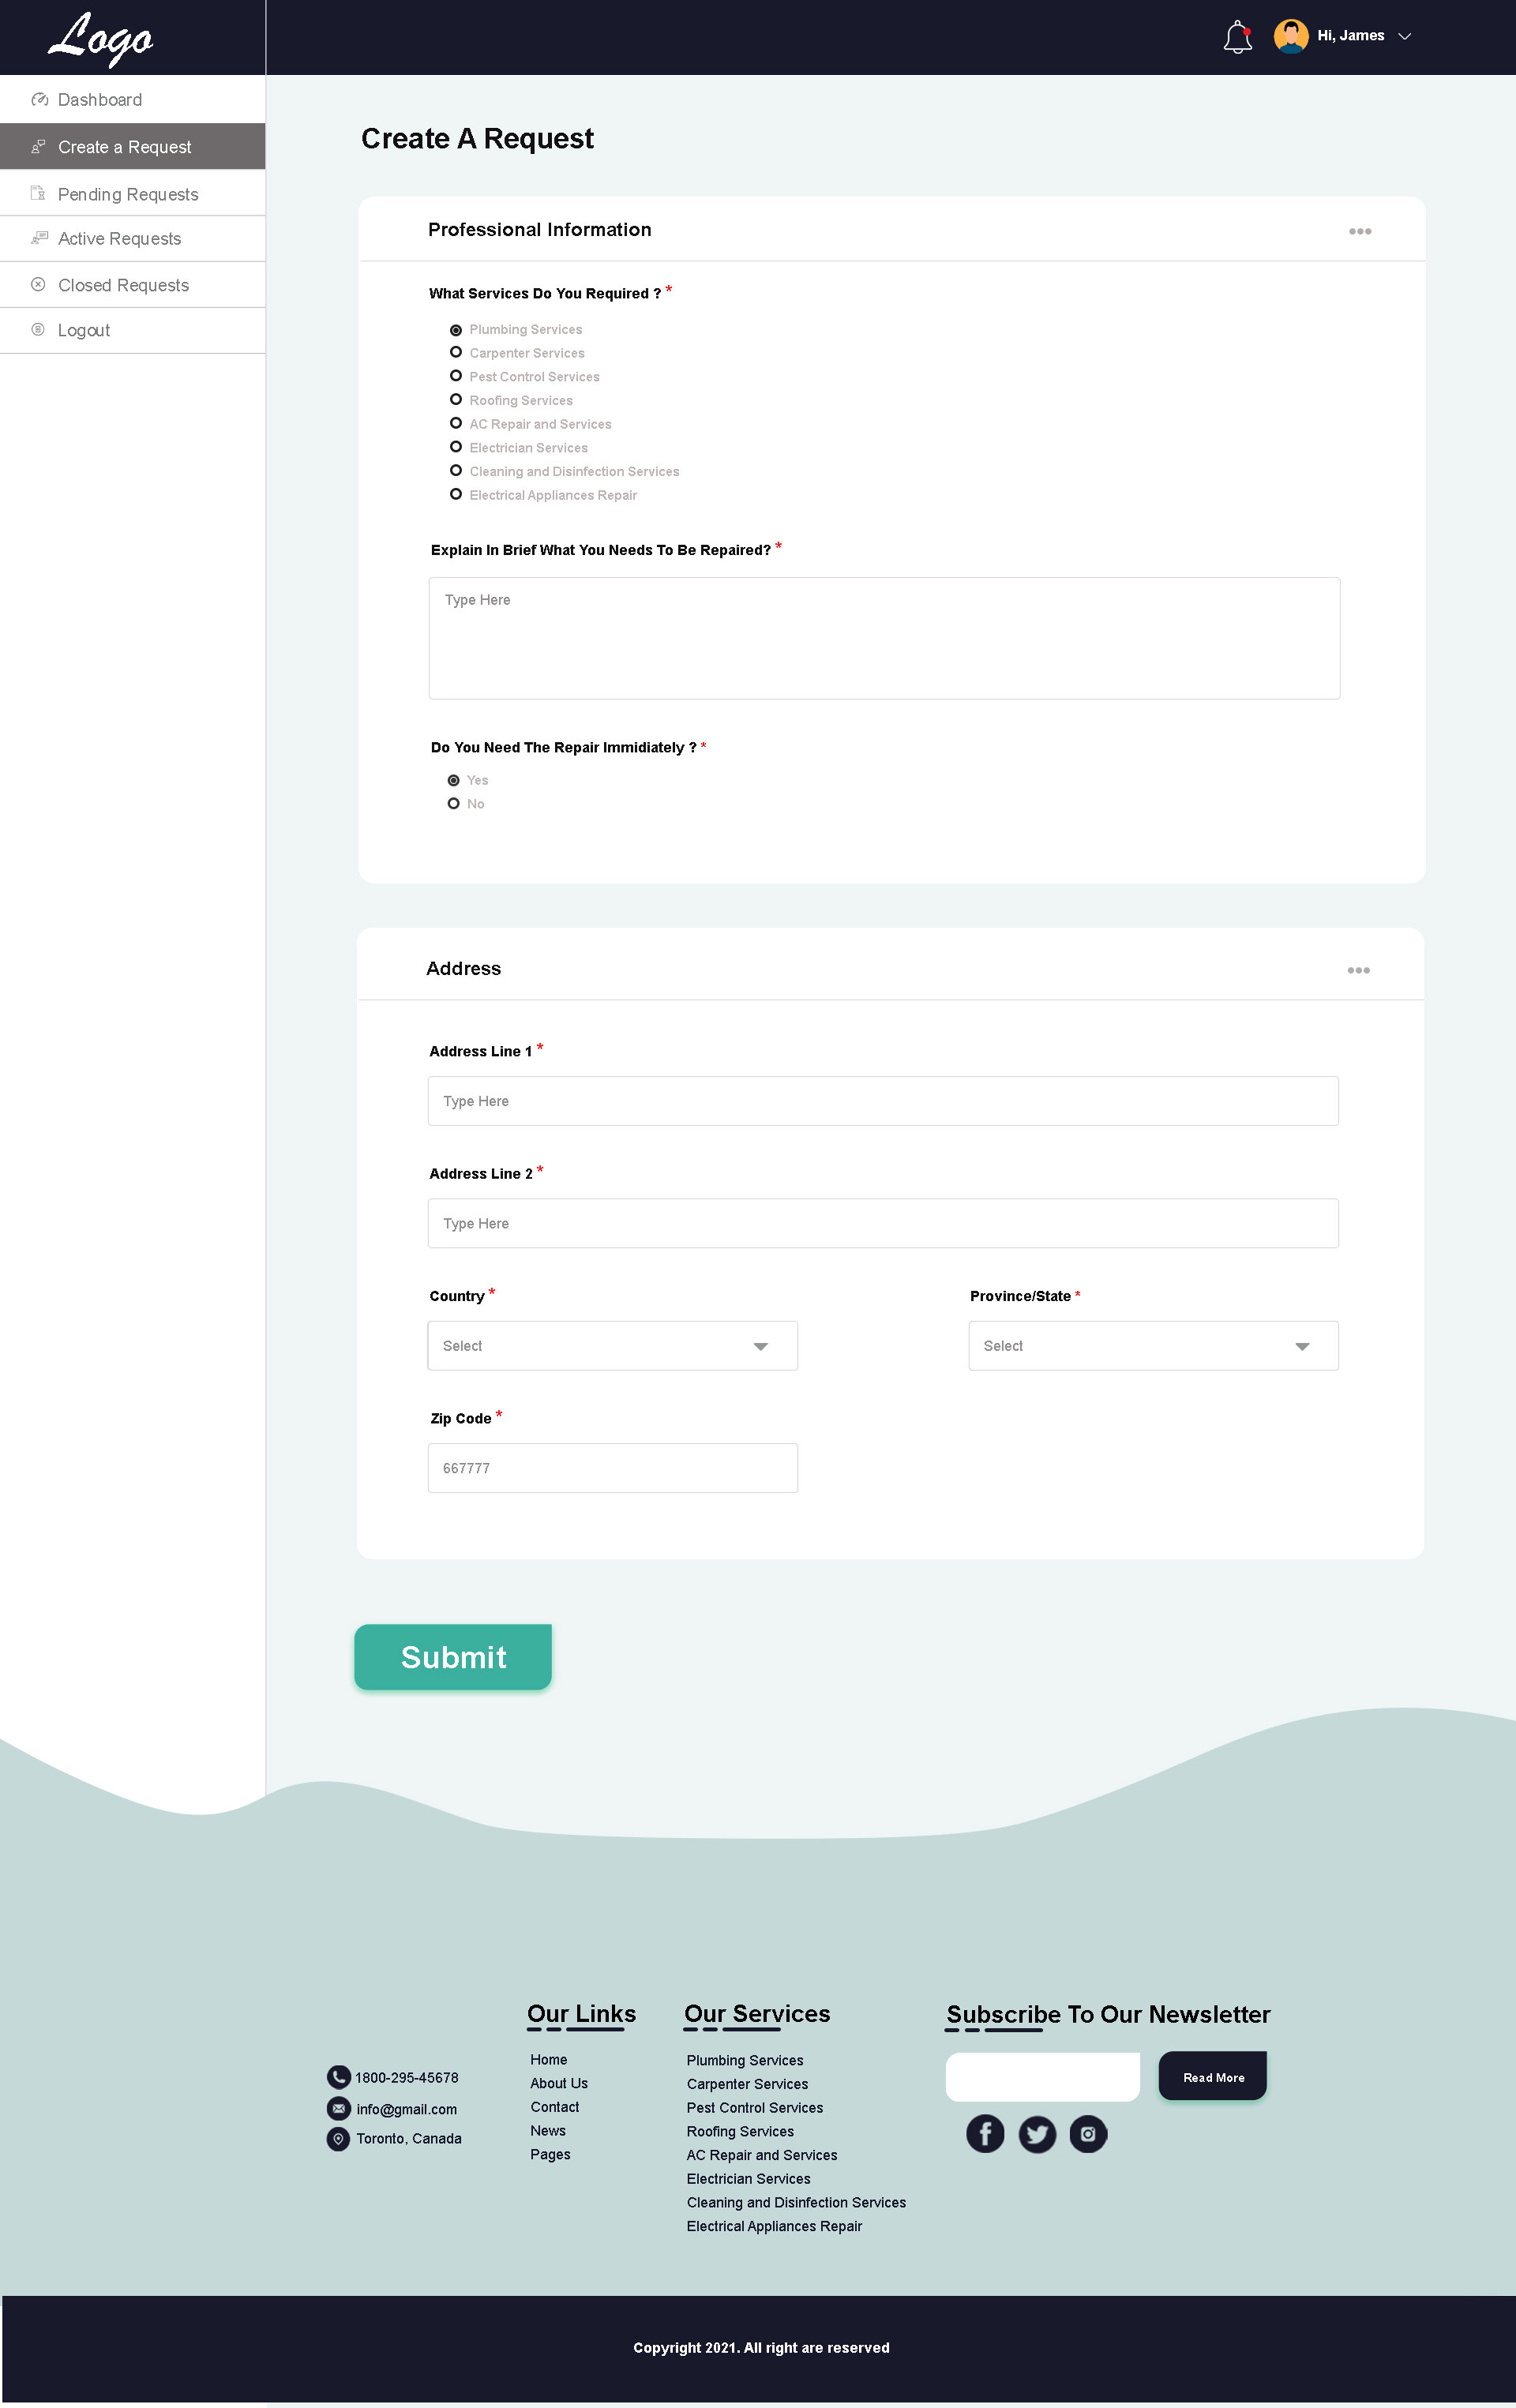 Logo
Hi, James
Dashboard
Create a Request
Pending Requests
Active Requests
Closed Requests
Logout
Create A Request
Professional Information
What Services Do You Required ? *
Plumbing Services
Carpenter Services
Pest Control Services
Roofing Services
AC Repair and Services
Electrician Services
Cleaning and Disinfection Services
Electrical Appliances Repair
Explain In Brief What You Needs To Be Repaired? *
Type Here
Do You Need The Repair Immidiately ? *
Yes
No
Address
Address Line 1 *
Type Here
Address Line 2 *
Type Here
Country *
Select
Province/State *
Select
Zip Code *
667777
Submit
1800-295-45678
info@gmail.com
Toronto, Canada
Our Links
Home
About Us
Contact
News
Pages
Our Services
Plumbing Services
Carpenter Services
Pest Control Services
Roofing Services
AC Repair and Services
Electrician Services
Cleaning and Disinfection Services
Electrical Appliances Repair
Subscribe To Our Newsletter
Read More
Copyright 2021. All right are reserved